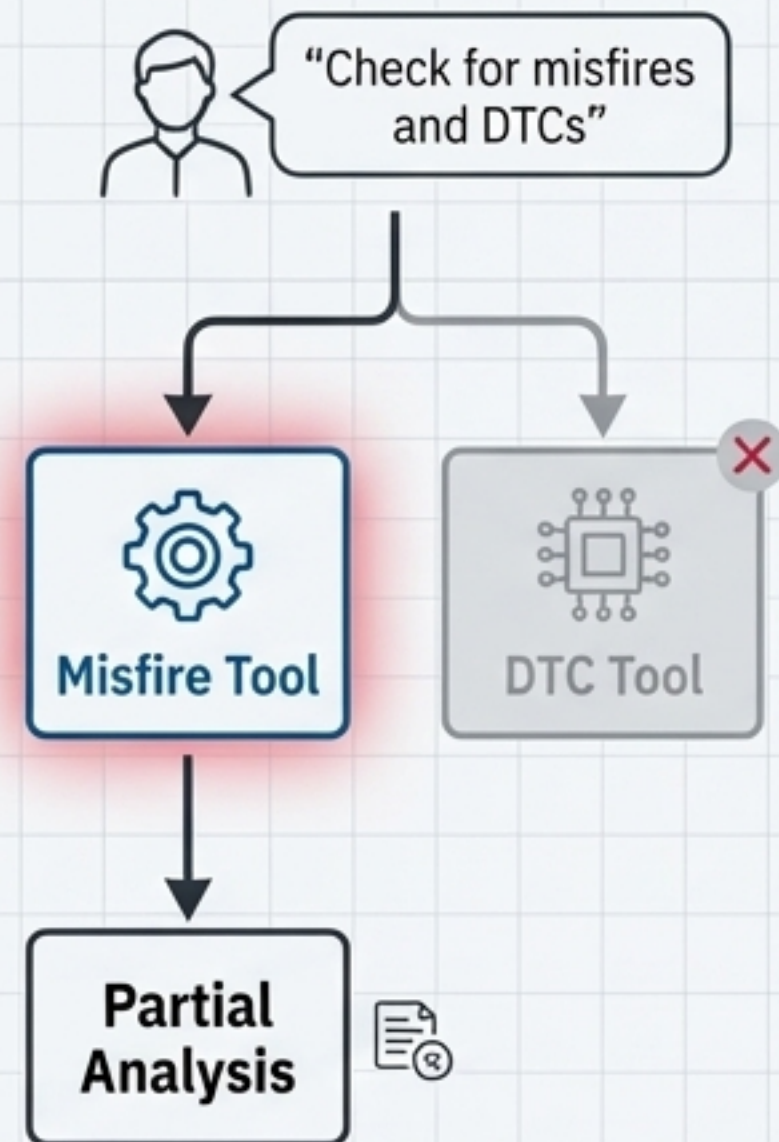 “Check for misfires
and DTCs”
Misfire Tool
DTC Tool
Partial
Analysis